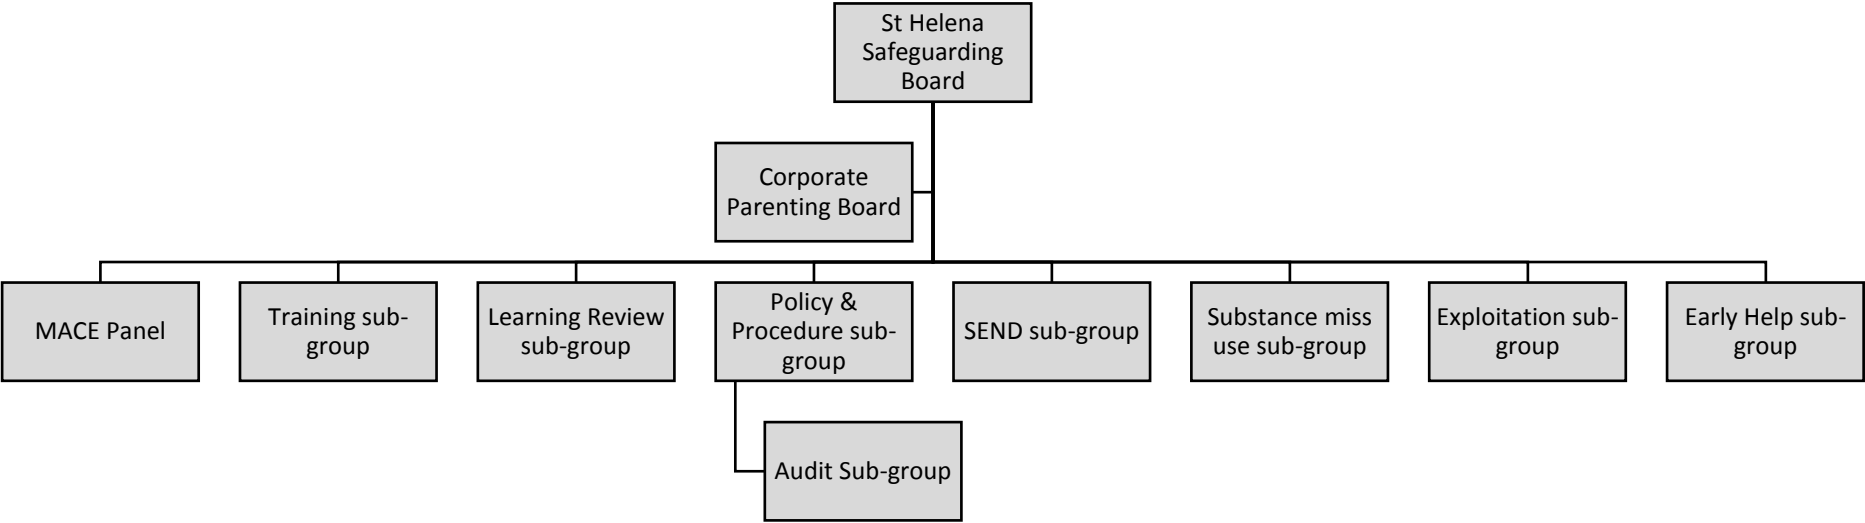 St Helena
Safeguarding
Board
Corporate
Parenting Board
MACE Panel
Training sub-
group
Learning Review
sub-group
Policy &
Procedure sub-
group
SEND sub-group
Substance miss
use sub-group
Exploitation sub-
group
Early Help sub-
group
Audit Sub-group